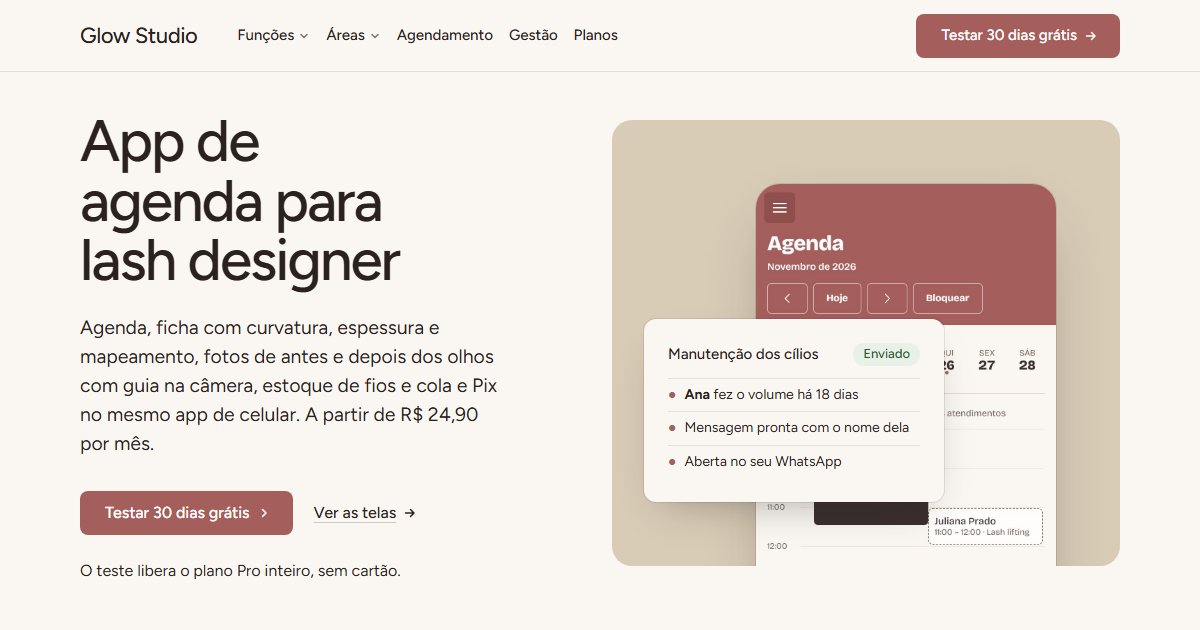 Glow Studio
Funções
Áreas
Agendamento
Gestão
Planos
Testar 30 dias grátis
App de
agenda para
lash designer
Agenda, ficha com curvatura, espessura e
mapeamento, fotos de antes e depois dos olhos
com guia na câmera, estoque de fios e cola e Pix
no mesmo app de celular. A partir de R$ 24,90
por mês.
Testar 30 dias grátis
Ver as telas
O teste libera o plano Pro inteiro, sem cartão.
Agenda
Novembro de 2026
Hoje
Bloquear
Manutenção dos cílios
Enviado
Ana fez o volume há 18 dias
Mensagem pronta com o nome dela
Aberta no seu WhatsApp
SEX
SÁB
27
28
atendimentos
11:00
Juliana Prado
11:00 – 12:00 · Lash lifting
12:00